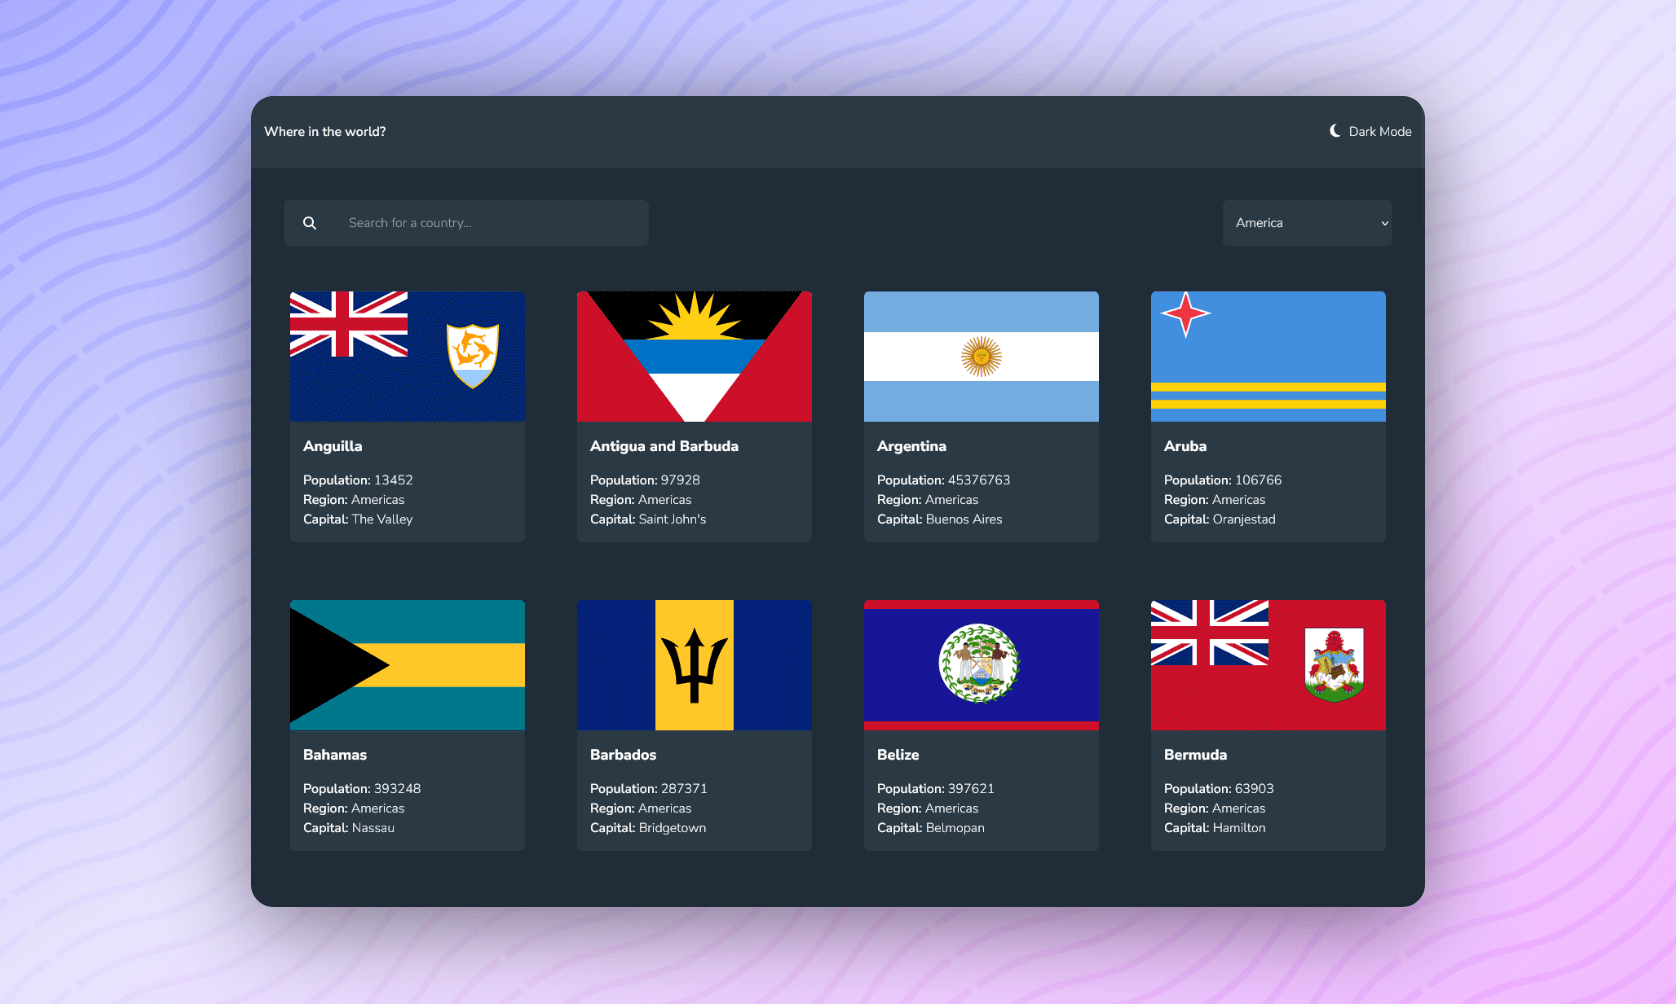 Where in the world?
Dark Mode
Search for a country...
America
Anguilla
Population: 13452
Region: Americas
Capital: The Valley
Antigua and Barbuda
Population: 97928
Region: Americas
Capital: Saint John's
Argentina
Population: 45376763
Region: Americas
Capital: Buenos Aires
Aruba
Population: 106766
Region: Americas
Capital: Oranjestad
Bahamas
Population: 393248
Region: Americas
Capital: Nassau
Barbados
Population: 287371
Region: Americas
Capital: Bridgetown
Belize
Population: 397621
Region: Americas
Capital: Belmopan
Bermuda
Population: 63903
Region: Americas
Capital: Hamilton